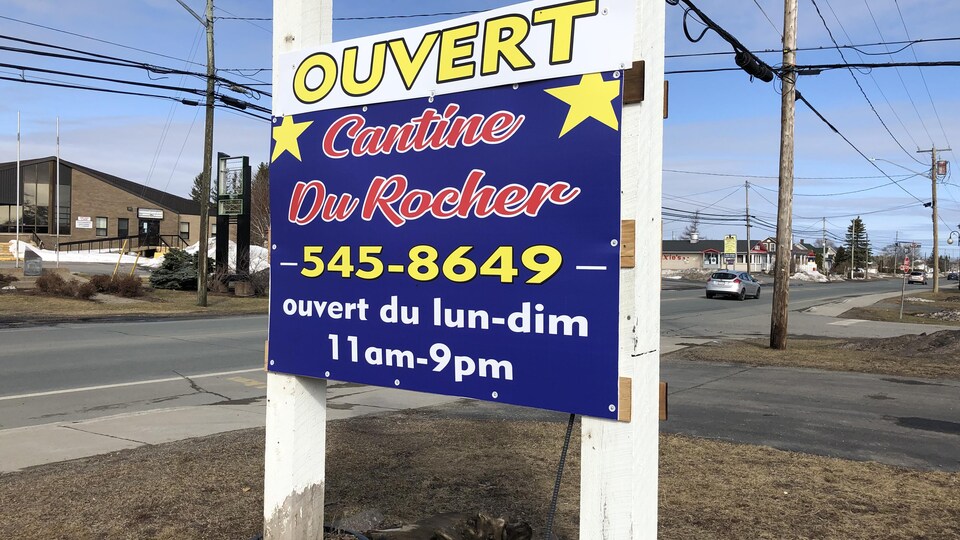 OUVERT
Cantine
Du Rocher
545-8649
ouvert du lun-dim
11am-9pm